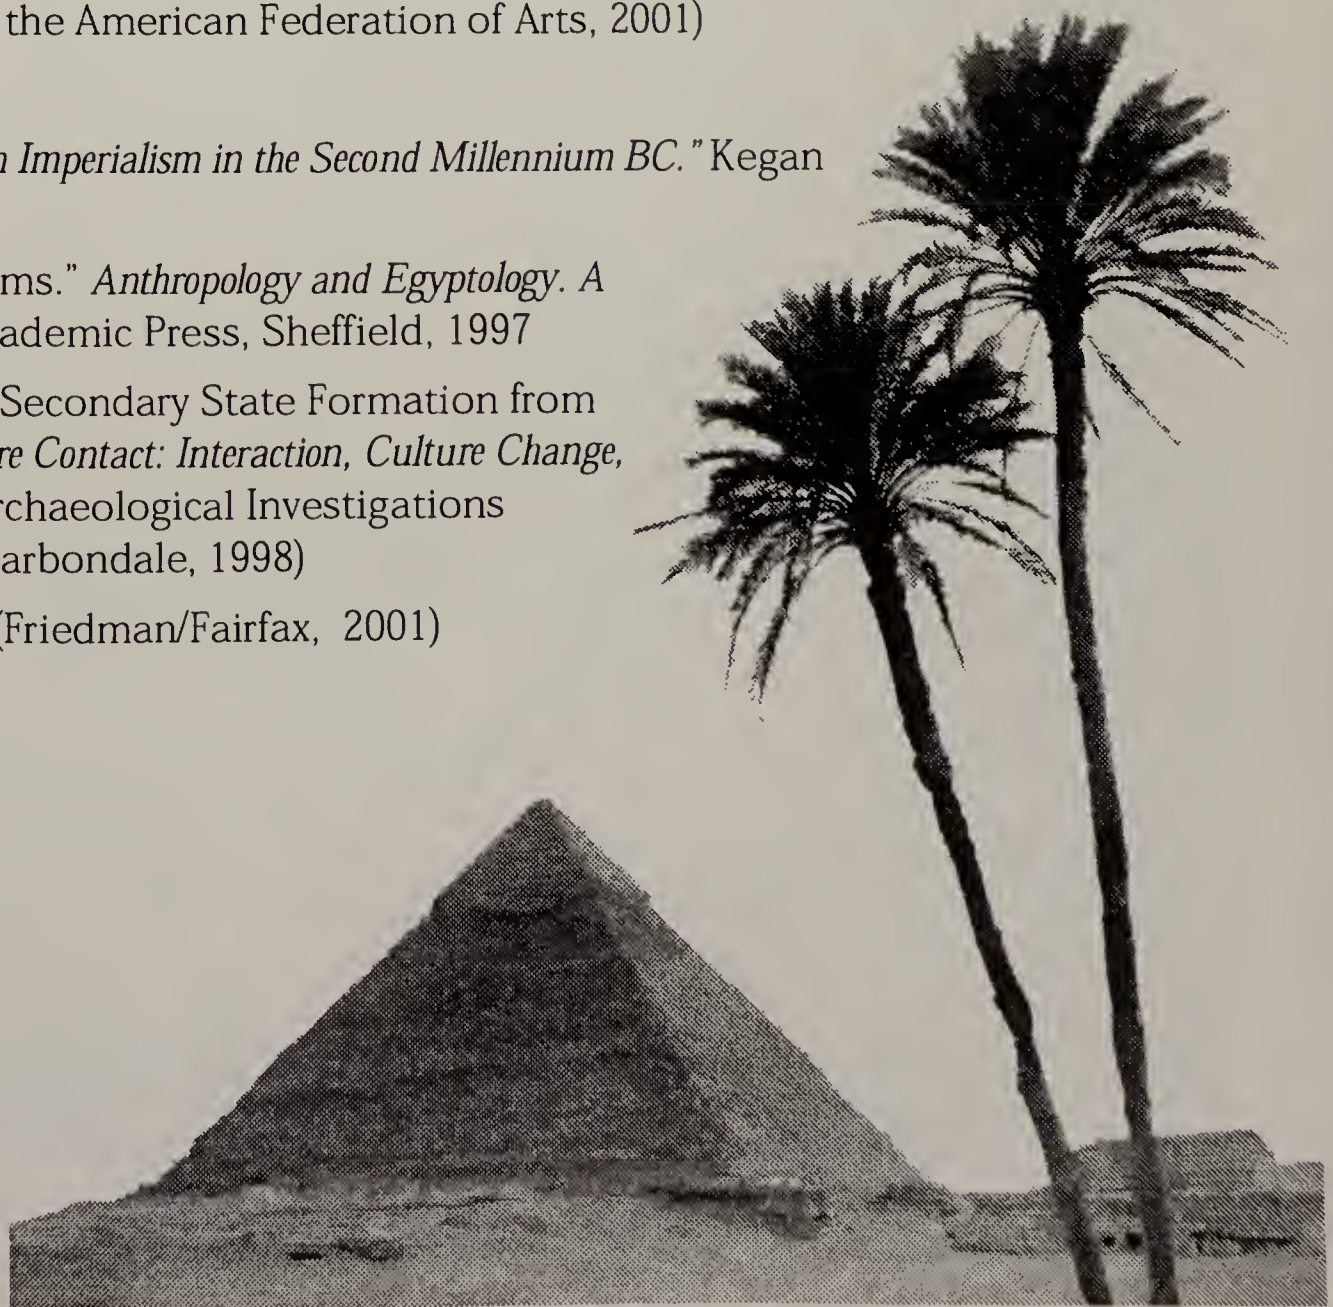 the American Federation of Arts, 2001)
n Imperialism in the Second Millennium BC." Kegan
ms." Anthropology and Egyptology. A
ademic Press, Sheffield, 1997
Secondary State Formation from
re Contact: Interaction, Culture Change,
rchaeological Investigations
arbondale, 1998)
(Friedman/Fairfax, 2001)